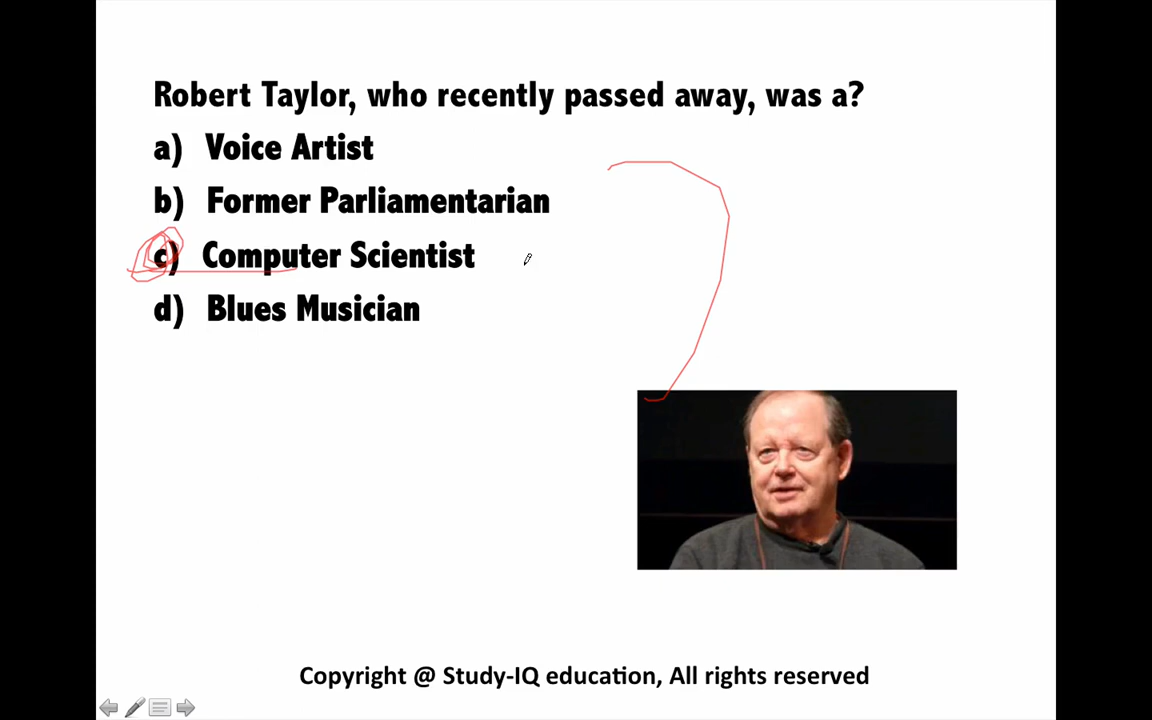 Robert Taylor, who recently passed away, was a?
a) Voice Artist
b) Former Parliamentarian
c) Computer Scientist
d) Blues Musician
Copyright @ Study-IQ education, All rights reserved